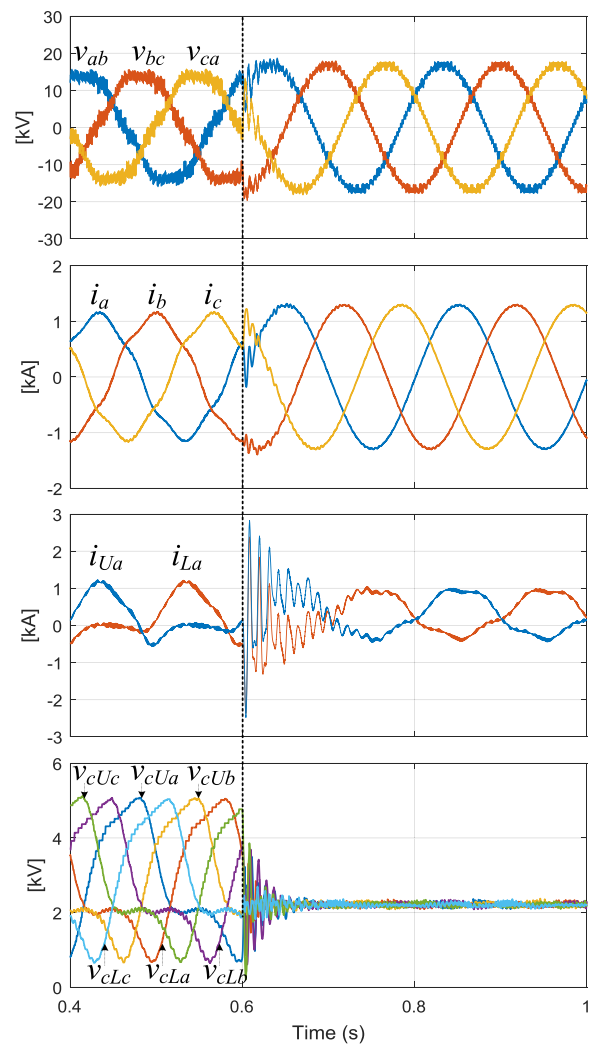 30
v_ab v_bc v_ca
20
10
[kV]
0
-10
-20
-30
2
i_a i_b i_c
1
[kA]
0
-1
-2
3
2
i_Ua i_La
1
[kA]
0
-1
-2
-3
6
v_cUc v_cUa v_cUb
4
[kV]
2
v_cLc v_cLa v_cLb
0
0.4 0.6 0.8 1
Time (s)